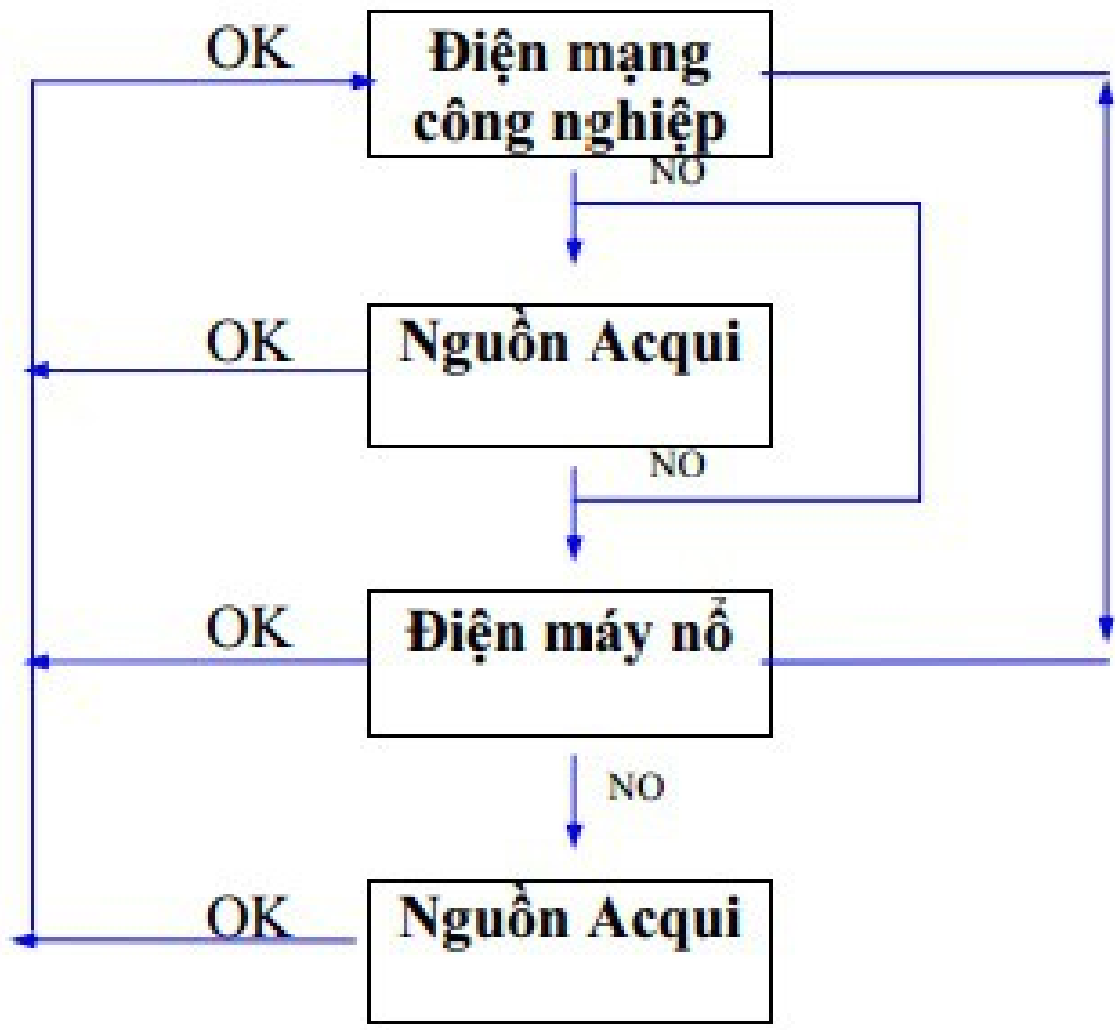 OK
Điện mạng
công nghiệp
NO
OK
Nguồn Acqui
NO
OK
Điện máy nổ
NO
OK
Nguồn Acqui